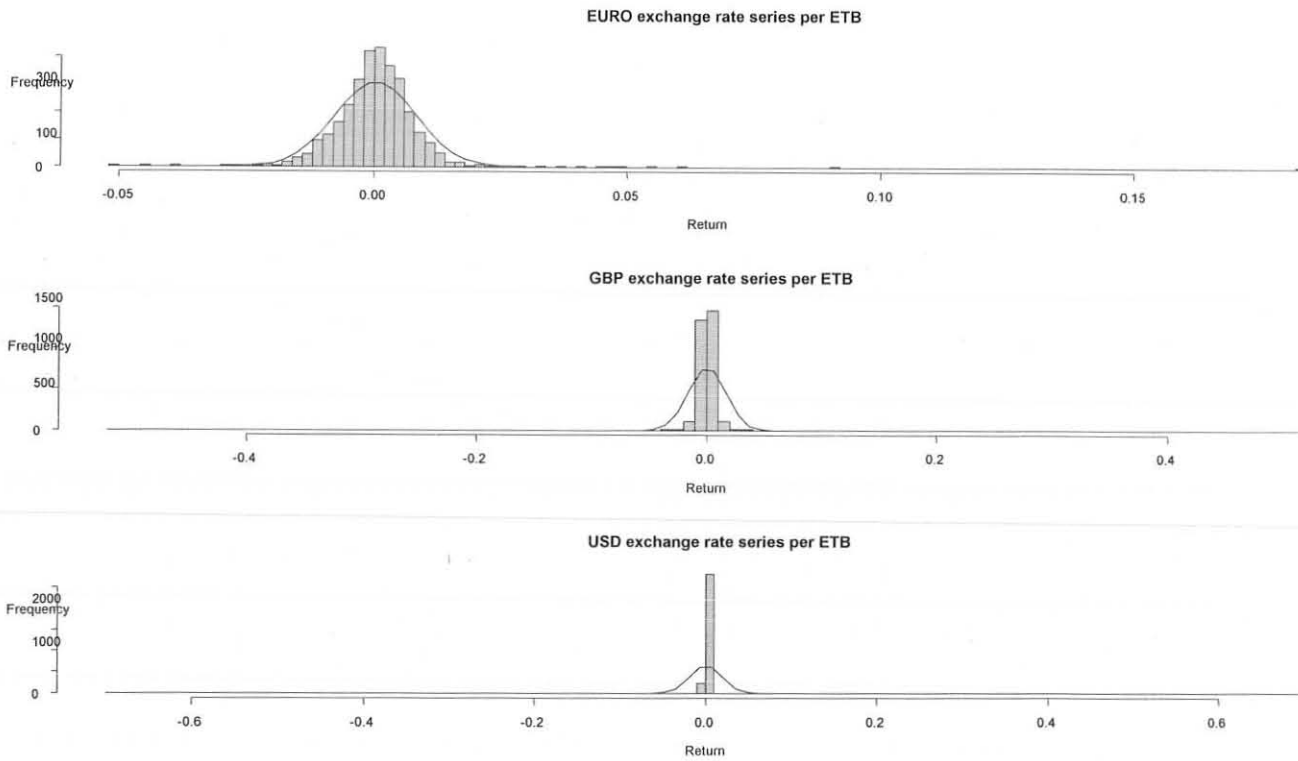 EURO exchange rate series per ETB
Frequency
300
100
0
-0.05 0.00 0.05 0.10 0.15
Return
GBP exchange rate series per ETB
1500
1000
Frequency
500
0
-0.4 -0.2 0.0 0.2 0.4
Return
USD exchange rate series per ETB
2000
Frequency
1000
0
-0.6 -0.4 -0.2 0.0 0.2 0.4 0.6
Return